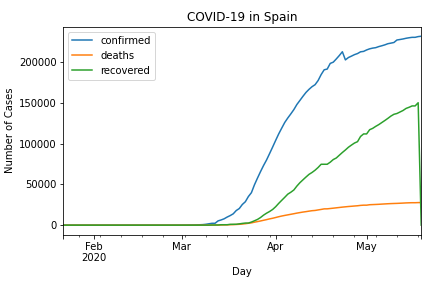 COVID-19 in Spain
confirmed
deaths
recovered
Number of Cases
200000
150000
100000
50000
0
Feb
2020
Mar
Apr
May
Day